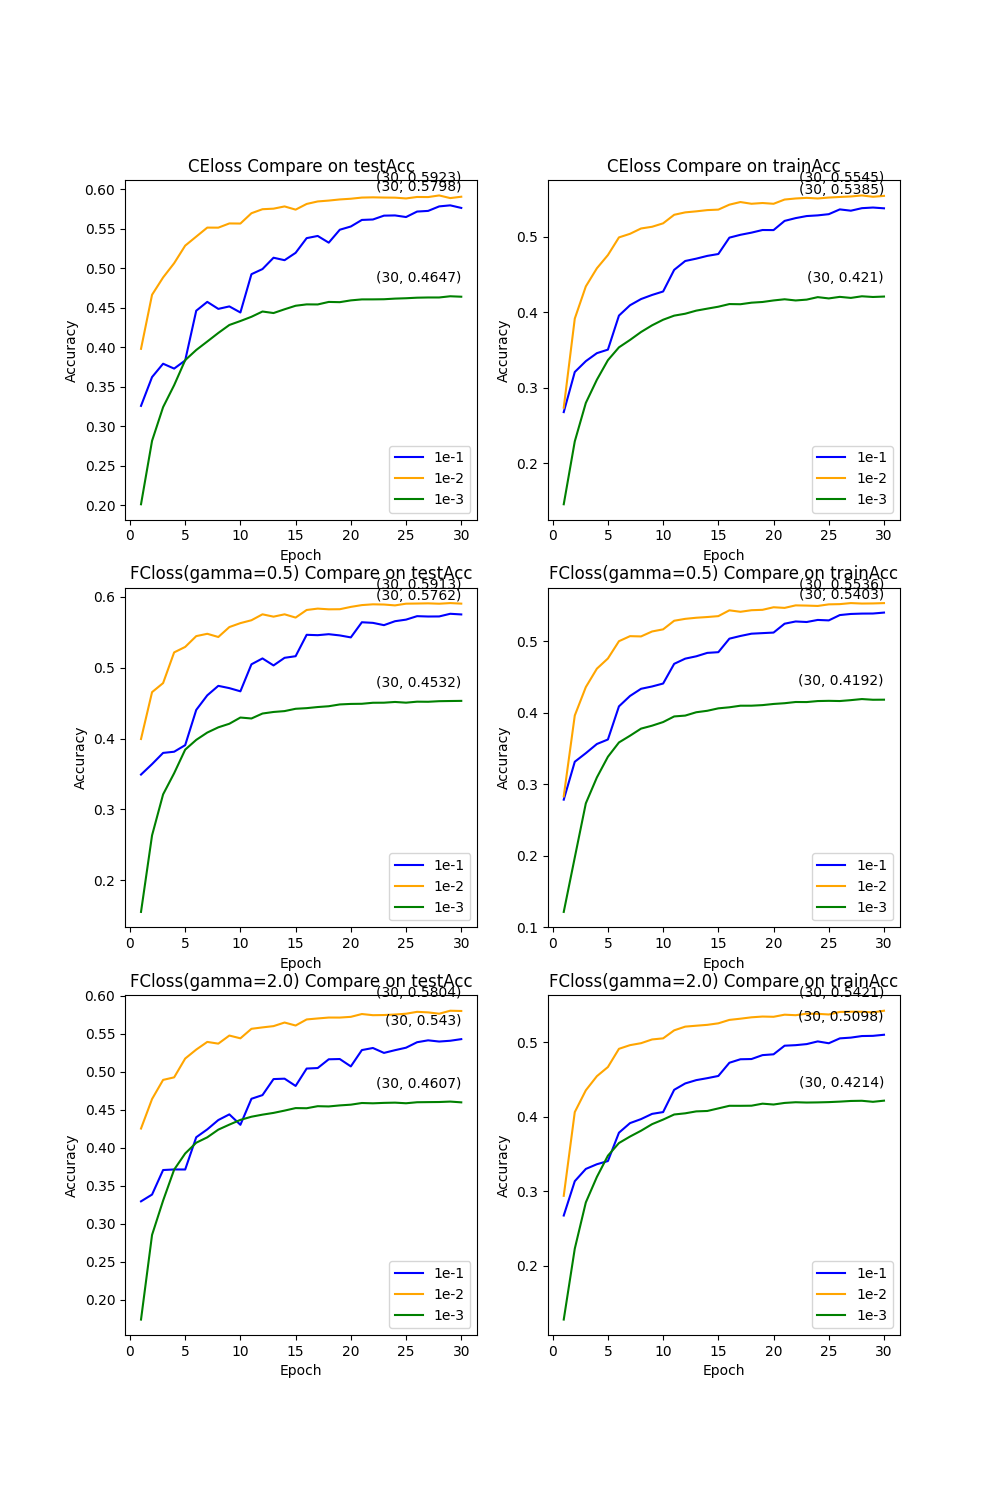 CEloss Compare on testAcc
(30, 0.5923)
(30, 0.5798)
(30, 0.4647)
0.60
0.55
0.50
0.45
0.40
0.35
0.30
0.25
0.20
Accuracy
1e-1
1e-2
1e-3
0 5 10 15 20 25 30
Epoch
CEloss Compare on trainAcc
(30, 0.5545)
(30, 0.5385)
(30, 0.421)
0.5
0.4
0.3
0.2
Accuracy
1e-1
1e-2
1e-3
0 5 10 15 20 25 30
Epoch
FCloss(gamma=0.5) Compare on testAcc
(30, 0.5913)
(30, 0.5762)
(30, 0.4532)
0.6
0.5
0.4
0.3
0.2
Accuracy
1e-1
1e-2
1e-3
0 5 10 15 20 25 30
Epoch
FCloss(gamma=0.5) Compare on trainAcc
(30, 0.5536)
(30, 0.5403)
(30, 0.4192)
0.5
0.4
0.3
0.2
0.1
Accuracy
1e-1
1e-2
1e-3
0 5 10 15 20 25 30
Epoch
FCloss(gamma=2.0) Compare on testAcc
(30, 0.5804)
(30, 0.543)
(30, 0.4607)
0.60
0.55
0.50
0.45
0.40
0.35
0.30
0.25
0.20
Accuracy
1e-1
1e-2
1e-3
0 5 10 15 20 25 30
Epoch
FCloss(gamma=2.0) Compare on trainAcc
(30, 0.5421)
(30, 0.5098)
(30, 0.4214)
0.5
0.4
0.3
0.2
Accuracy
1e-1
1e-2
1e-3
0 5 10 15 20 25 30
Epoch